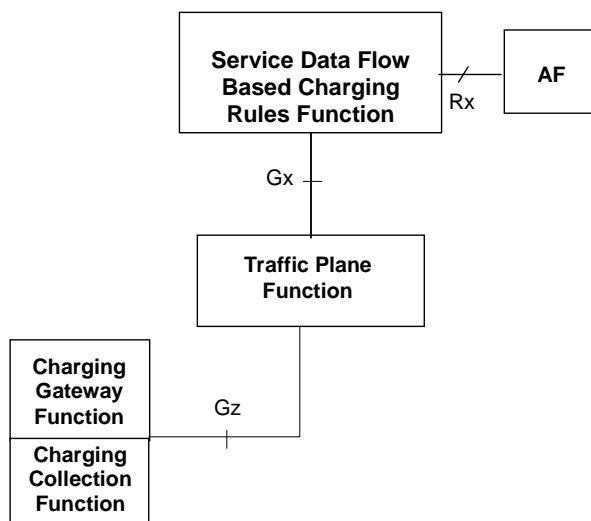 Service Data Flow
Based Charging
Rules Function
AF
Rx
Gx
Traffic Plane
Function
Charging
Gateway
Function
Gz
Charging
Collection
Function